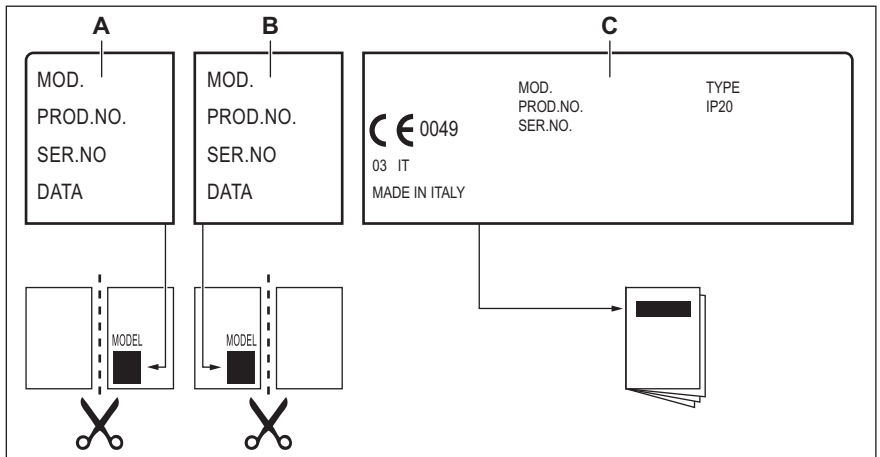 A
B
C
MOD.
PROD.NO.
SER.NO
DATA
MOD.
PROD.NO.
SER.NO
DATA
MOD.
PROD.NO.
SER.NO.
TYPE
IP20
CE 0049
03 IT
MADE IN ITALY
MODEL
MODEL